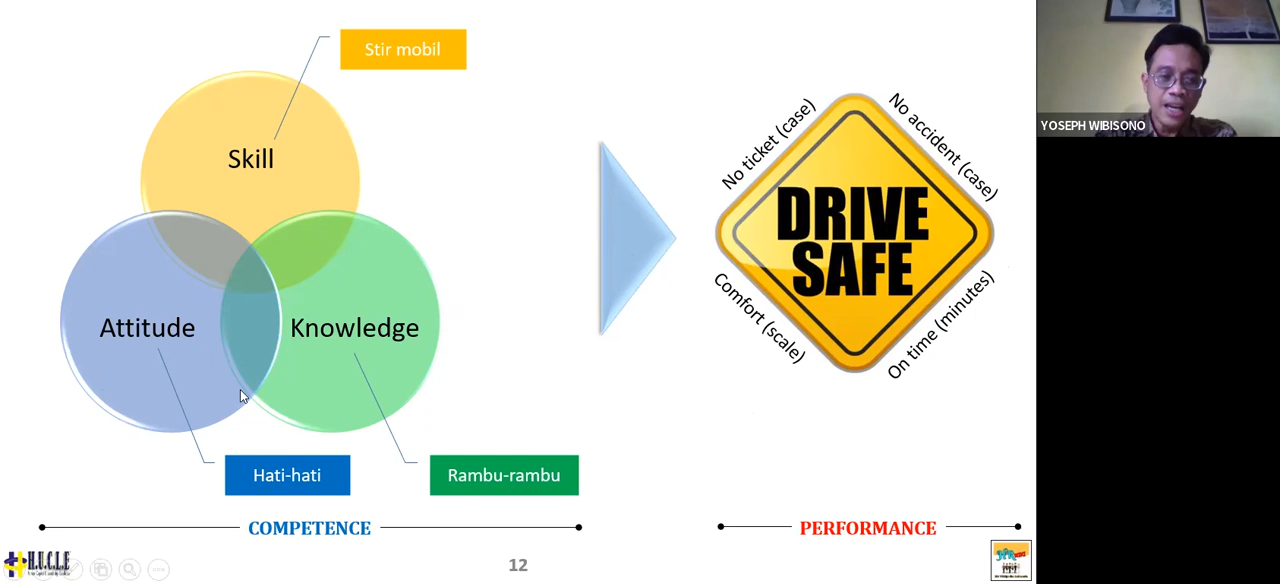 Stir mobil
Skill
Attitude
Knowledge
Hati-hati
Rambu-rambu
COMPETENCE
No ticket (case)
No accident (case)
DRIVE
SAFE
Comfort (scale)
On time (minutes)
PERFORMANCE
H.U.C.L.E
12
YOSEPH WIBISONO